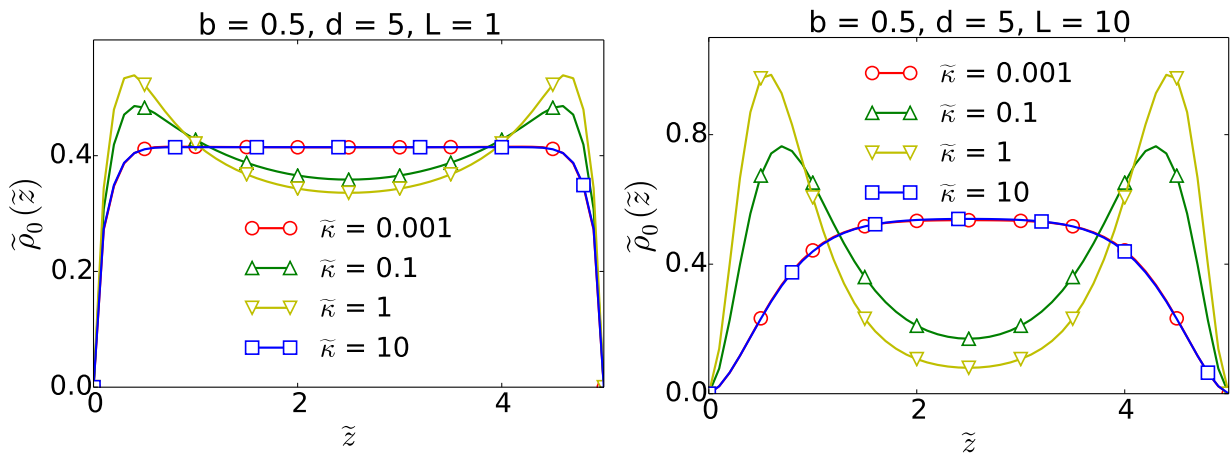 b = 0.5, d = 5, L = 1
ρ̃₀(z̃)
0.4
0.2
0.0
κ̃ = 0.001
κ̃ = 0.1
κ̃ = 1
κ̃ = 10
0
2
4
z̃
b = 0.5, d = 5, L = 10
ρ̃₀(z̃)
0.8
0.4
0.0
κ̃ = 0.001
κ̃ = 0.1
κ̃ = 1
κ̃ = 10
0
2
4
z̃